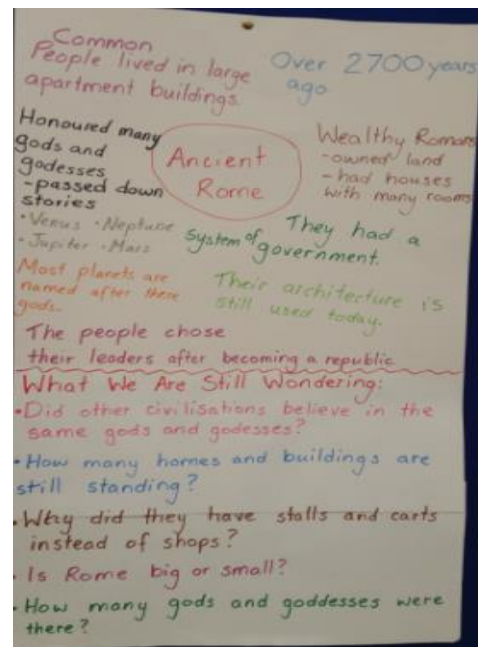 Common
People lived in large
apartment buildings.
Over 2700 years
ago
Honoured many
gods and
godesses
-passed down
stories
• Venus • Neptune
• Jupiter • Mars
Most planets are
named after these
gods.
Ancient
Rome
Wealthy Romans
-owned land
-had houses
with many rooms
They had a
system of government.
Their architecture is
still used today.
The people chose
their leaders after becoming a republic
What We Are Still Wondering:
• Did other civilisations believe in the
same gods and godesses?
• How many homes and buildings are
still standing?
• Why did they have stalls and carts
instead of shops?
• Is Rome big or small?
• How many gods and goddesses were
there?